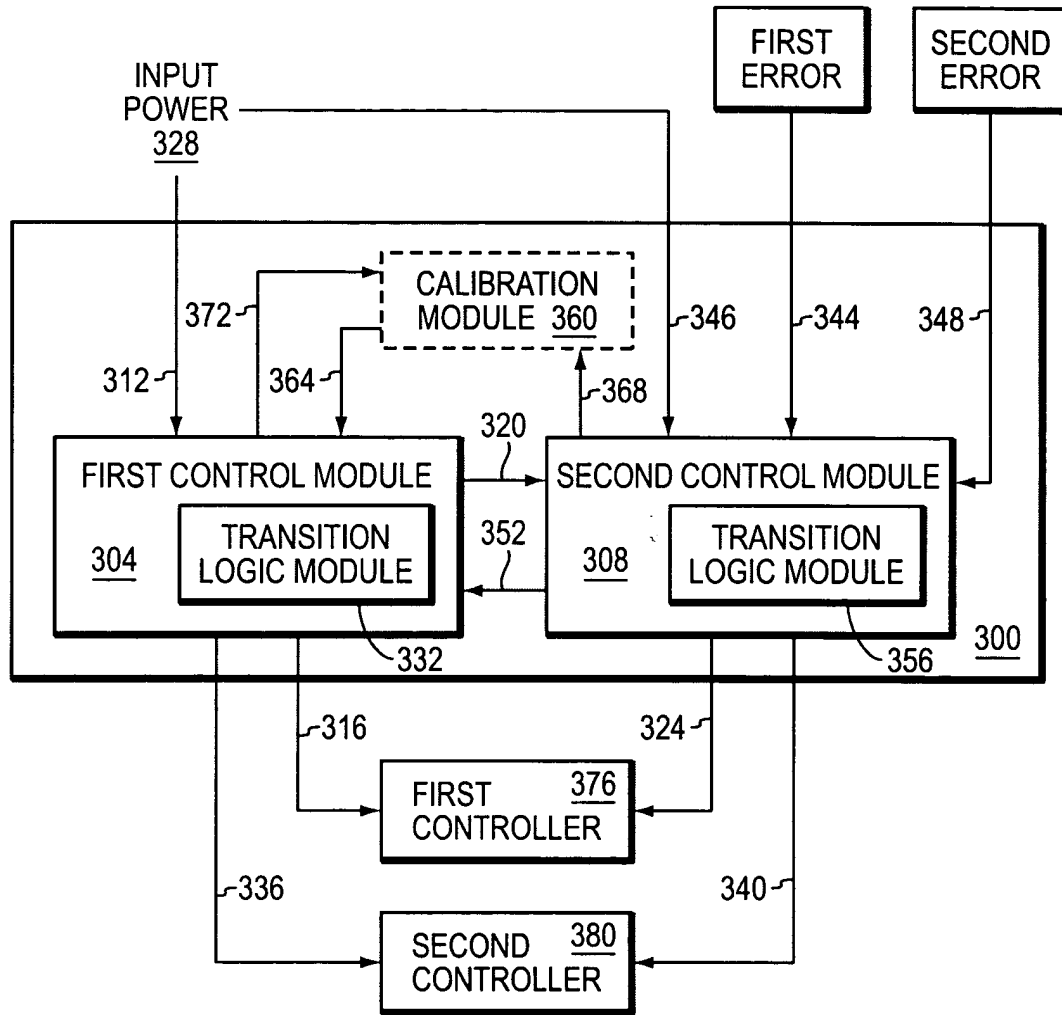 FIRST
ERROR
SECOND
ERROR
INPUT
POWER
328
CALIBRATION
MODULE 360
372
364
312
346
344
348
368
320
FIRST CONTROL MODULE
SECOND CONTROL MODULE
TRANSITION
LOGIC MODULE
304
352
TRANSITION
LOGIC MODULE
308
332
356
300
316
324
376
FIRST
CONTROLLER
336
340
380
SECOND
CONTROLLER